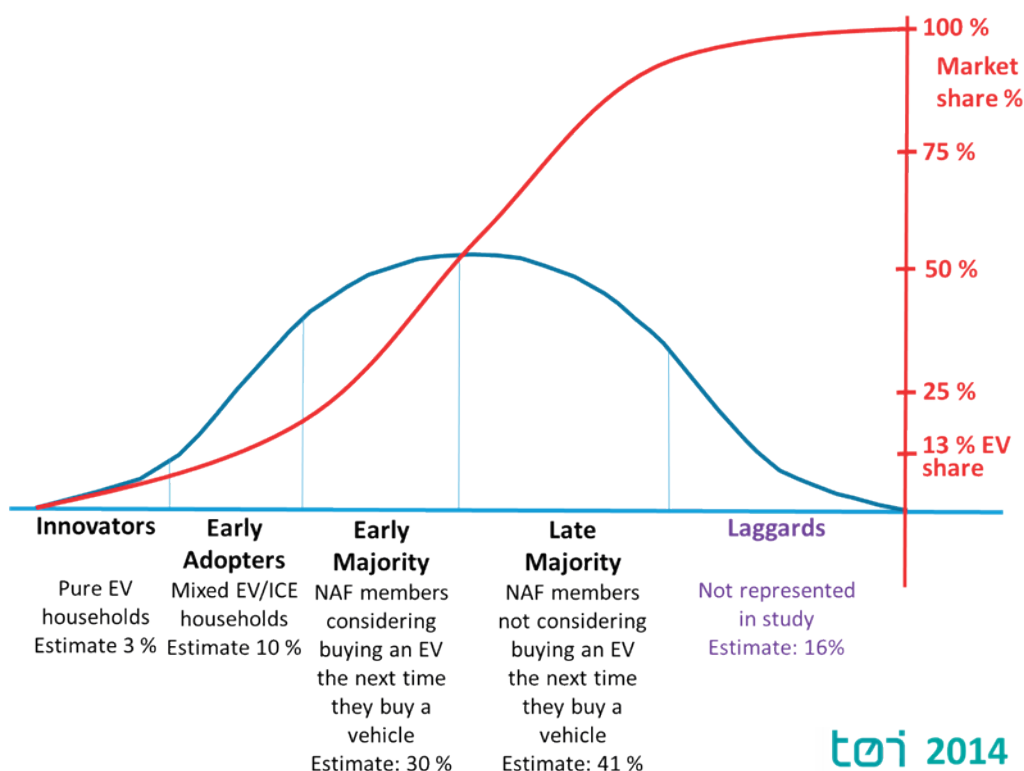 100 %
Market
share %
75 %
50 %
25 %
13 % EV
share
Innovators
Pure EV
households
Estimate 3 %
Early
Adopters
Mixed EV/ICE
households
Estimate 10 %
Early
Majority
NAF members
considering
buying an EV
the next time
they buy a
vehicle
Estimate: 30 %
Late
Majority
NAF members
not considering
buying an EV
the next time
they buy a
vehicle
Estimate: 41 %
Laggards
Not represented
in study
Estimate: 16%
tøi 2014